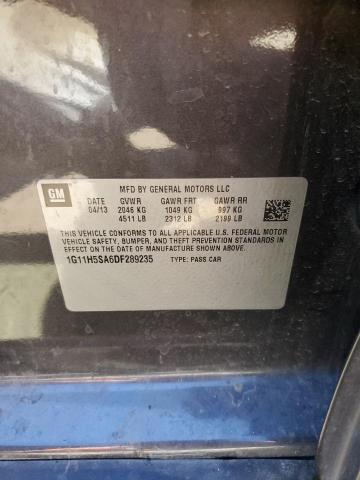 GM
MFD BY GENERAL MOTORS LLC
DATE GVWR GAWR FRT GAWR RR
04/13 2046 KG 1049 KG 997 KG
4511 LB 2312 LB 2199 LB
THIS VEHICLE CONFORMS TO ALL APPLICABLE U.S. FEDERAL MOTOR
VEHICLE SAFETY, BUMPER, AND THEFT PREVENTION STANDARDS IN
EFFECT ON THE DATE OF MANUFACTURE SHOWN ABOVE.
1G11H5SA6DF289235 TYPE: PASS CAR